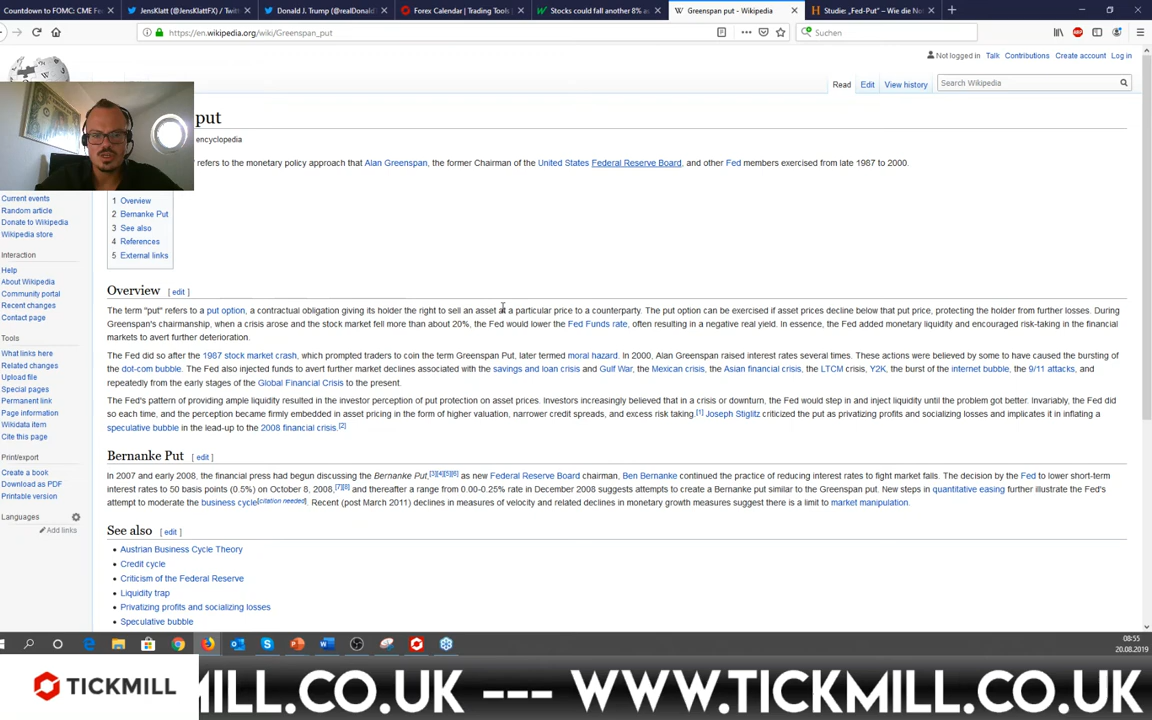 Countdown to FOMC: CME Fe
JensKlatt (@JensKlattFX) / Twitt
Donald J. Trump (@realDonald
Forex Calendar | Trading Tools |
Stocks could fall another 8% as
Greenspan put - Wikipedia
Studie: „Fed-Put“ – Wie die Not
https://en.wikipedia.org/wiki/Greenspan_put
Suchen
Not logged in Talk Contributions Create account Log in
Read Edit View history Search Wikipedia
put
encyclopedia
refers to the monetary policy approach that Alan Greenspan, the former Chairman of the United States Federal Reserve Board, and other Fed members exercised from late 1987 to 2000.
Current events
Random article
Donate to Wikipedia
Wikipedia store
Interaction
Help
About Wikipedia
Community portal
Recent changes
Contact page
Tools
What links here
Related changes
Upload file
Special pages
Permanent link
Page information
Wikidata item
Cite this page
Print/export
Create a book
Download as PDF
Printable version
Languages
Add links
1 Overview
2 Bernanke Put
3 See also
4 References
5 External links
Overview [ edit ]
The term "put" refers to a put option, a contractual obligation giving its holder the right to sell an asset at a particular price to a counterparty. The put option can be exercised if asset prices decline below that put price, protecting the holder from further losses. During
Greenspan's chairmanship, when a crisis arose and the stock market fell more than about 20%, the Fed would lower the Fed Funds rate, often resulting in a negative real yield. In essence, the Fed added monetary liquidity and encouraged risk-taking in the financial
markets to avert further deterioration.
The Fed did so after the 1987 stock market crash, which prompted traders to coin the term Greenspan Put, later termed moral hazard. In 2000, Alan Greenspan raised interest rates several times. These actions were believed by some to have caused the bursting of
the dot-com bubble. The Fed also injected funds to avert further market declines associated with the savings and loan crisis and Gulf War, the Mexican crisis, the Asian financial crisis, the LTCM crisis, Y2K, the burst of the internet bubble, the 9/11 attacks, and
repeatedly from the early stages of the Global Financial Crisis to the present.
The Fed's pattern of providing ample liquidity resulted in the investor perception of put protection on asset prices. Investors increasingly believed that in a crisis or downturn, the Fed would step in and inject liquidity until the problem got better. Invariably, the Fed did
so each time, and the perception became firmly embedded in asset pricing in the form of higher valuation, narrower credit spreads, and excess risk taking.[1] Joseph Stiglitz criticized the put as privatizing profits and socializing losses and implicates it in inflating a
speculative bubble in the lead-up to the 2008 financial crisis.[2]
Bernanke Put [ edit ]
In 2007 and early 2008, the financial press had begun discussing the Bernanke Put,[3][4][5][6] as new Federal Reserve Board chairman, Ben Bernanke continued the practice of reducing interest rates to fight market falls. The decision by the Fed to lower short-term
interest rates to 50 basis points (0.5%) on October 8, 2008,[7][8] and thereafter a range from 0.00-0.25% rate in December 2008 suggests attempts to create a Bernanke put similar to the Greenspan put. New steps in quantitative easing further illustrate the Fed's
attempt to moderate the business cycle[citation needed]. Recent (post March 2011) declines in measures of velocity and related declines in monetary growth measures suggest there is a limit to market manipulation.
See also [ edit ]
Austrian Business Cycle Theory
Credit cycle
Criticism of the Federal Reserve
Liquidity trap
Privatizing profits and socializing losses
Speculative bubble
08:55
20.08.2019
TICKMILL
MILL.CO.UK --- WWW.TICKMILL.CO.UK